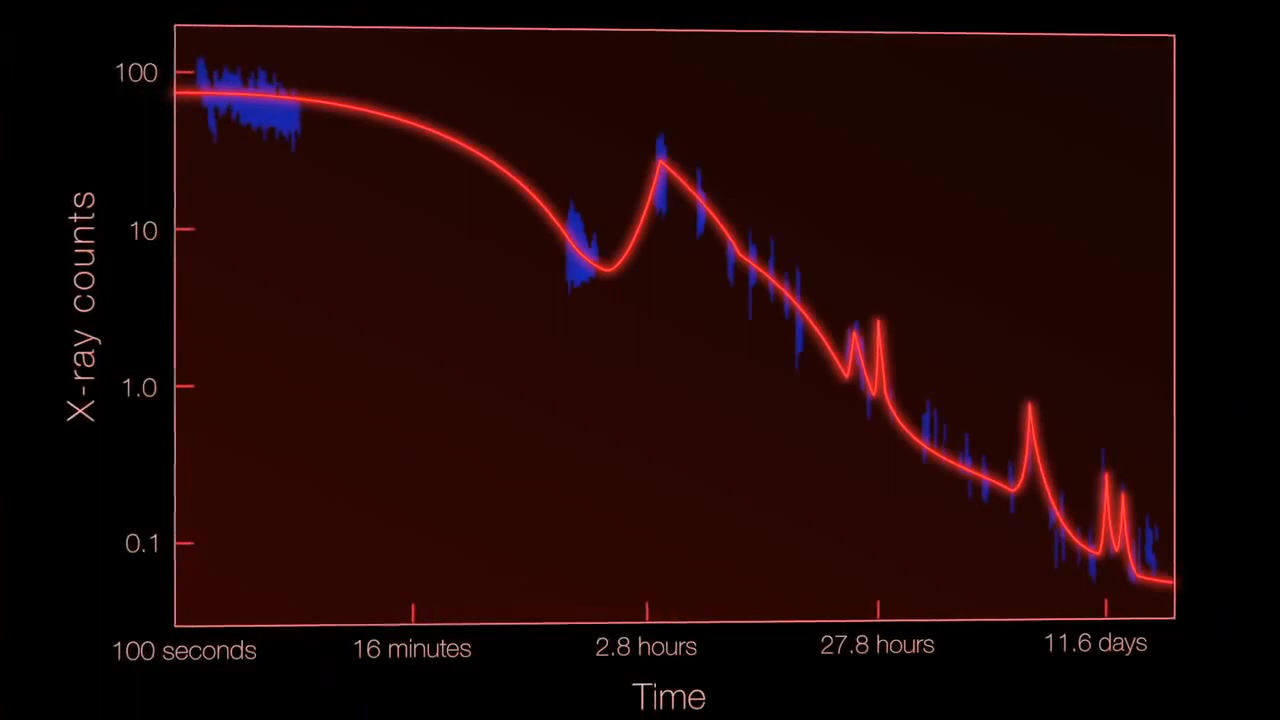 X-ray counts
100
10
1.0
0.1
100 seconds
16 minutes
2.8 hours
27.8 hours
11.6 days
Time